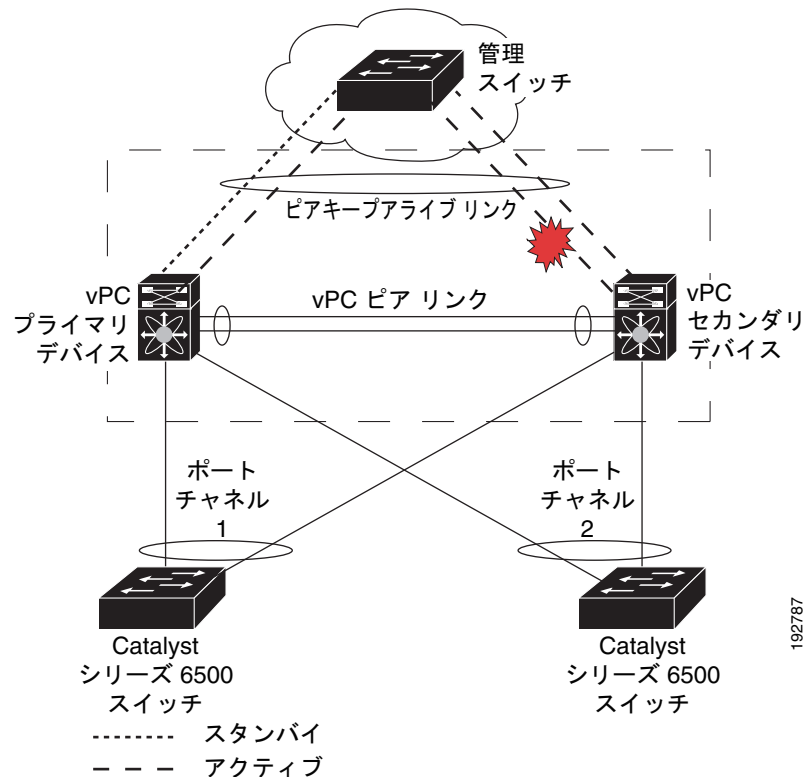 管理
スイッチ
ピアキープアライブ リンク
vPC
プライマリ
デバイス
vPC ピア リンク
vPC
セカンダリ
デバイス
ポート
チャネル
1
ポート
チャネル
2
Catalyst
シリーズ 6500
スイッチ
Catalyst
シリーズ 6500
スイッチ
192787
スタンバイ
アクティブ